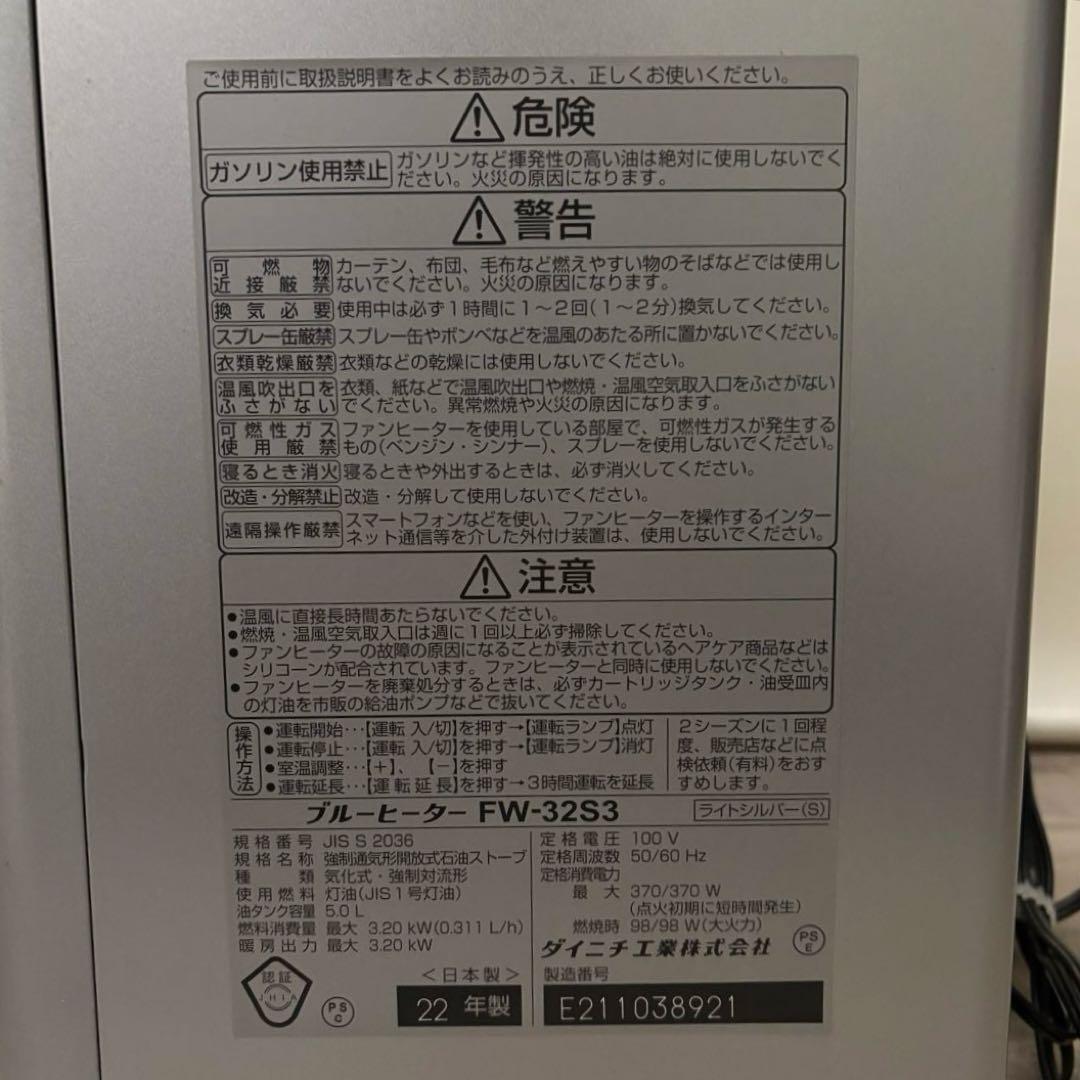 ご使用前に取扱説明書をよくお読みのうえ、正しくお使いください。
危険
ガソリン使用禁止
ガソリンなど揮発性の高い油は絶対に使用しないでく
ださい。火災の原因になります。
警告
可燃物
近接厳禁
カーテン、布団、毛布など燃えやすい物のそばなどでは使用し
ないでください。火災の原因になります。
換気必要 使用中は必ず1時間に1～2回(1～2分)換気してください。
スプレー缶厳禁 スプレー缶やボンベなどを温風のあたる所に置かないでください。
衣類乾燥厳禁 衣類などの乾燥には使用しないでください。
温風吹出口を
ふさがない
衣類、紙などで温風吹出口や燃焼・温風空気取入口をふさがない
でください。異常燃焼や火災の原因になります。
可燃性ガス
使用厳禁
ファンヒーターを使用している部屋で、可燃性ガスが発生する
もの(ベンジン・シンナー)、スプレーを使用しないでください。
寝るとき消火 寝るときや外出するときは、必ず消火してください。
改造・分解禁止 改造・分解して使用しないでください。
遠隔操作厳禁
スマートフォンなどを使い、ファンヒーターを操作するインター
ネット通信等を介した外付け装置は、使用しないでください。
注意
●温風に直接長時間あたらないでください。
●燃焼・温風空気取入口は週に1回以上必ず掃除してください。
●ファンヒーターの故障の原因になることが表示されているヘアケア商品などは
シリコーンが配合されています。ファンヒーターと同時に使用しないでください。
●ファンヒーターを廃棄処分するときは、必ずカートリッジタンク・油受皿内
の灯油を市販の給油ポンプなどで抜いてください。
操作方法
●運転開始…【運転 入/切】を押す→【運転ランプ】点灯
●運転停止…【運転 入/切】を押す→【運転ランプ】消灯
●室温調整…【+】、【－】を押す
●運転延長…【運転延長】を押す→3時間運転を延長
2シーズンに1回程
度、販売店などに点
検依頼(有料)をおす
すめします。
ブルーヒーター FW-32S3 ライトシルバー(S)
規格番号 JIS S 2036
規格名称 強制通気形開放式石油ストーブ
種類 気化式・強制対流形
使用燃料 灯油(JIS1号灯油)
油タンク容量 5.0 L
燃料消費量 最大 3.20 kW(0.311 L/h)
暖房出力 最大 3.20 kW
定格電圧 100 V
定格周波数 50/60 Hz
定格消費電力
最大 370/370 W
(点火初期に短時間発生)
燃焼時 98/98 W(大火力)
ダイニチ工業株式会社
PS
E
認証
JHIA
PS
C
＜日本製＞
22 年製
製造番号
E211038921